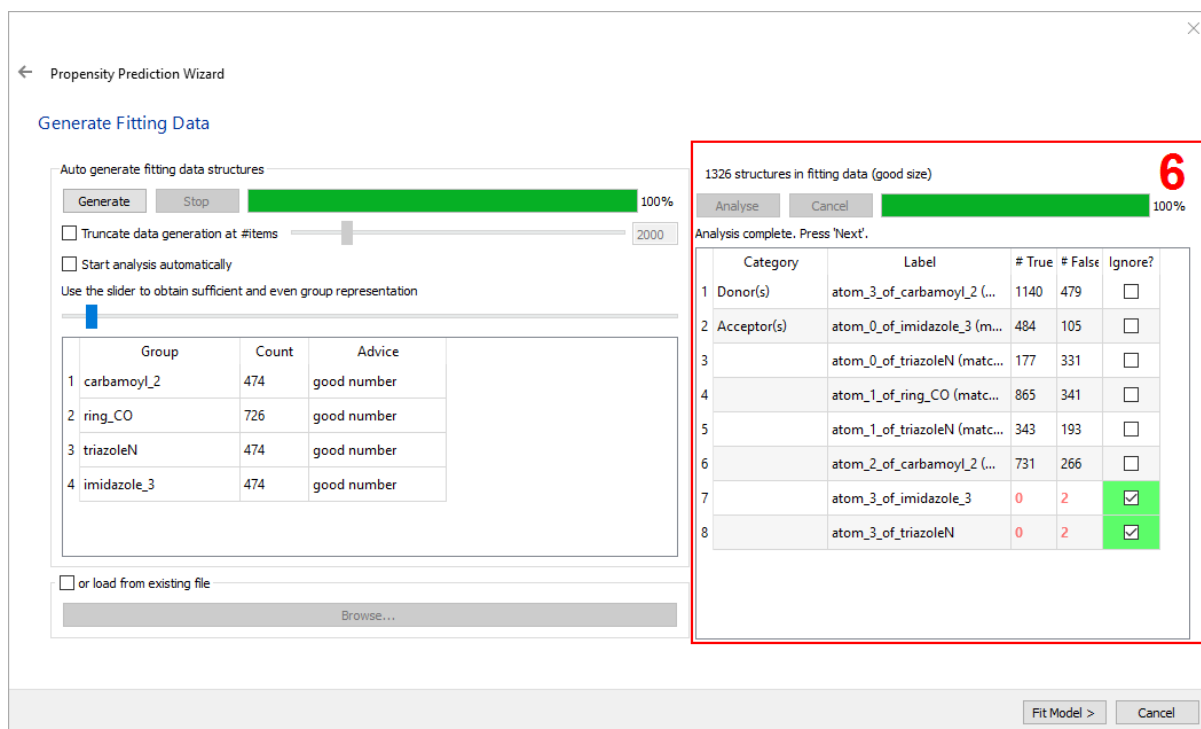 Propensity Prediction Wizard
Generate Fitting Data
Auto generate fitting data structures
Generate Stop 100%
Truncate data generation at #items 2000
Start analysis automatically
Use the slider to obtain sufficient and even group representation
Group Count Advice
1 carbamoyl_2 474 good number
2 ring_CO 726 good number
3 triazoleN 474 good number
4 imidazole_3 474 good number
or load from existing file
Browse...
6
1326 structures in fitting data (good size)
Analyse Cancel 100%
Analysis complete. Press 'Next'.
Category Label # True # False Ignore?
1 Donor(s) atom_3_of_carbamoyl_2 (... 1140 479
2 Acceptor(s) atom_0_of_imidazole_3 (m... 484 105
3 atom_0_of_triazoleN (matc... 177 331
4 atom_1_of_ring_CO (matc... 865 341
5 atom_1_of_triazoleN (matc... 343 193
6 atom_2_of_carbamoyl_2 (... 731 266
7 atom_3_of_imidazole_3 0 2
8 atom_3_of_triazoleN 0 2
Fit Model > Cancel